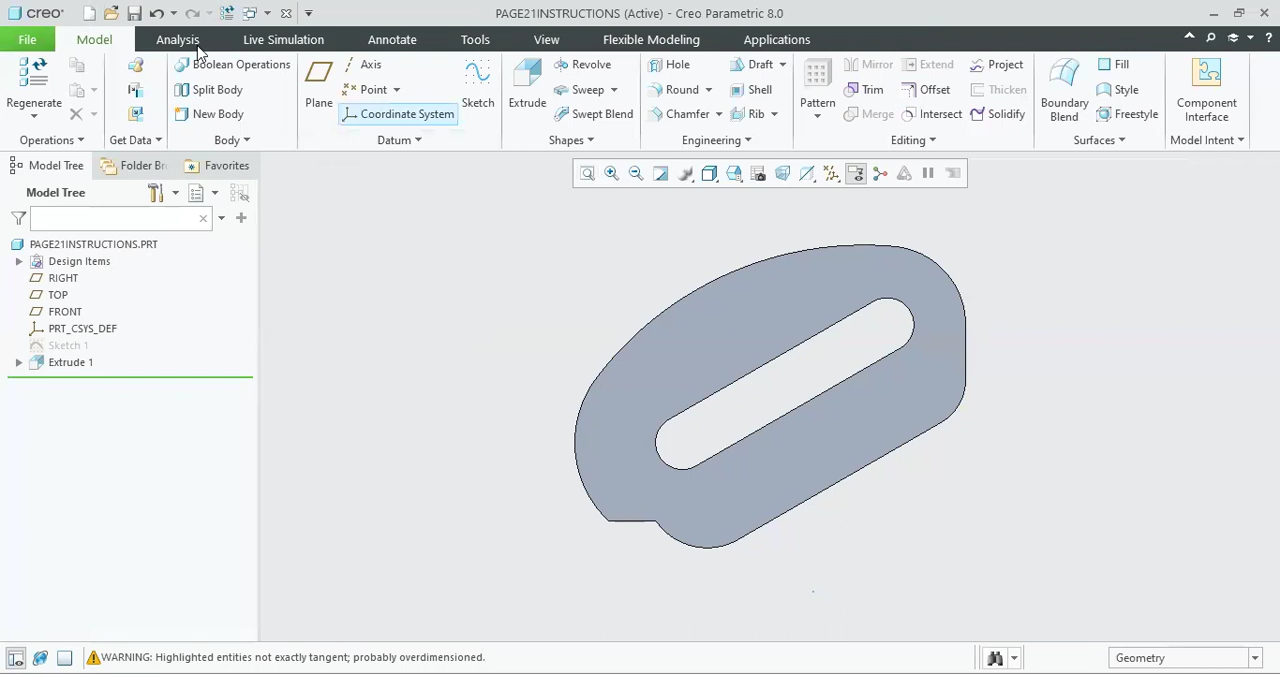 creo
PAGE21INSTRUCTIONS (Active) - Creo Parametric 8.0
File Model Analysis Live Simulation Annotate Tools View Flexible Modeling Applications
Regenerate
Operations
Get Data
Boolean Operations
Split Body
New Body
Body
Plane
Axis
Point
Coordinate System
Sketch
Datum
Extrude
Revolve
Sweep
Swept Blend
Shapes
Hole
Round
Chamfer
Draft
Shell
Rib
Engineering
Pattern
Mirror
Trim
Merge
Extend
Offset
Intersect
Project
Thicken
Solidify
Editing
Boundary
Blend
Fill
Style
Freestyle
Surfaces
Component
Interface
Model Intent
Model Tree Folder Br Favorites
Model Tree
PAGE21INSTRUCTIONS.PRT
Design Items
RIGHT
TOP
FRONT
PRT_CSYS_DEF
Sketch 1
Extrude 1
WARNING: Highlighted entities not exactly tangent; probably overdimensioned.
Geometry